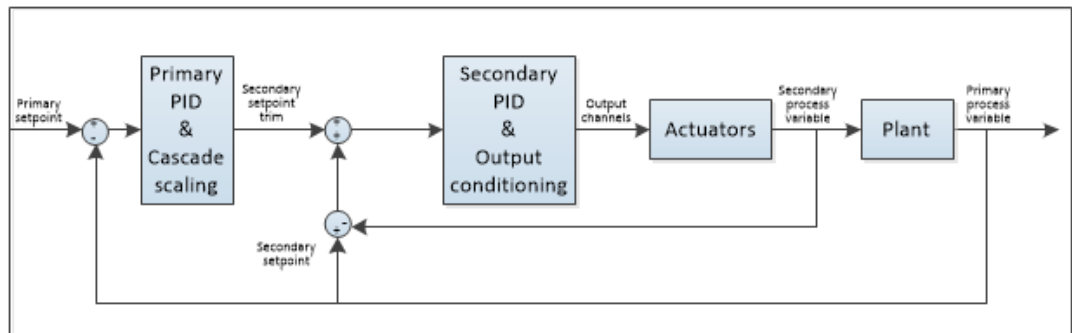 Primary
setpoint
Primary
PID
&
Cascade
scaling
Secondary
setpoint
trim
Secondary
PID
&
Output
conditioning
Output
channels
Actuators
Secondary
process
variable
Plant
Primary
process
variable
Secondary
setpoint